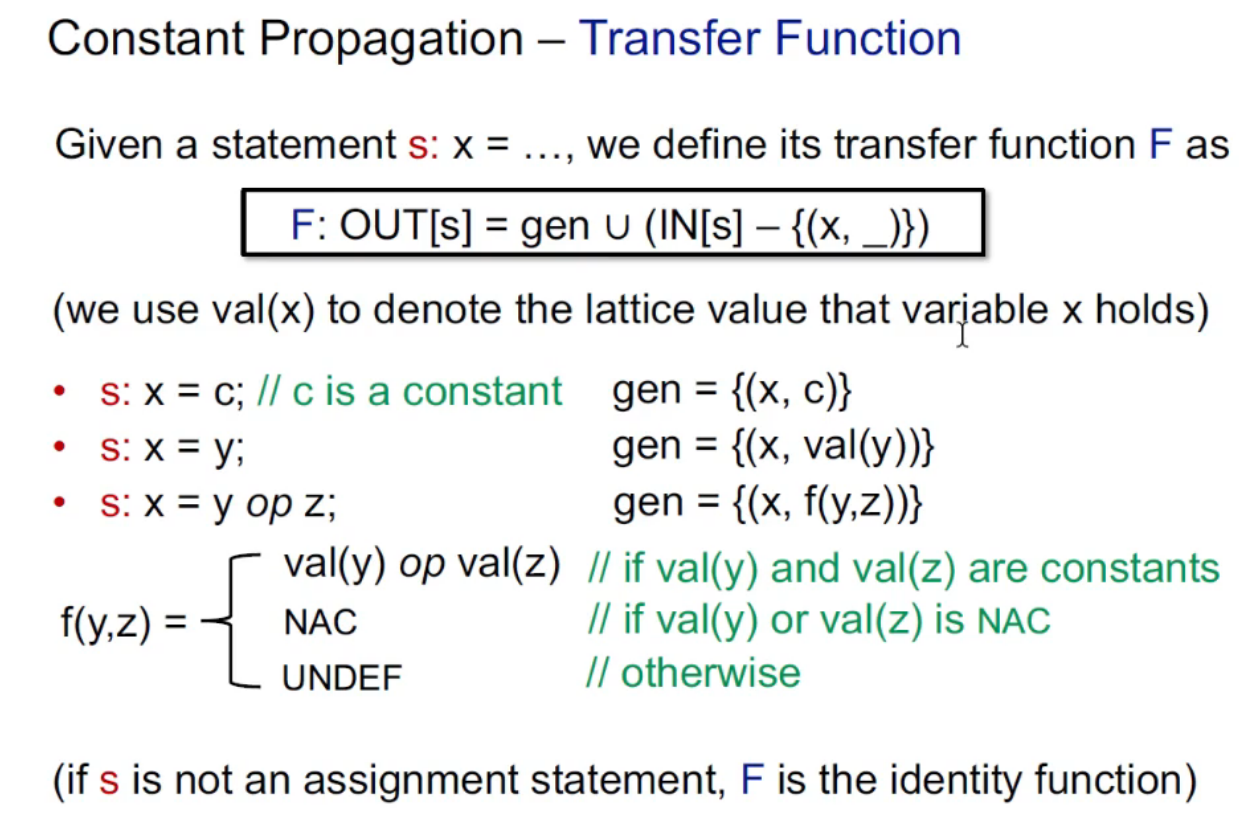 Constant Propagation – Transfer Function
Given a statement s: x = …, we define its transfer function F as
F: OUT[s] = gen ∪ (IN[s] – {(x, _)})
(we use val(x) to denote the lattice value that variable x holds)
• s: x = c; // c is a constant gen = {(x, c)}
• s: x = y; gen = {(x, val(y))}
• s: x = y op z; gen = {(x, f(y,z))}
val(y) op val(z) // if val(y) and val(z) are constants
f(y,z) = NAC // if val(y) or val(z) is NAC
UNDEF // otherwise
(if s is not an assignment statement, F is the identity function)